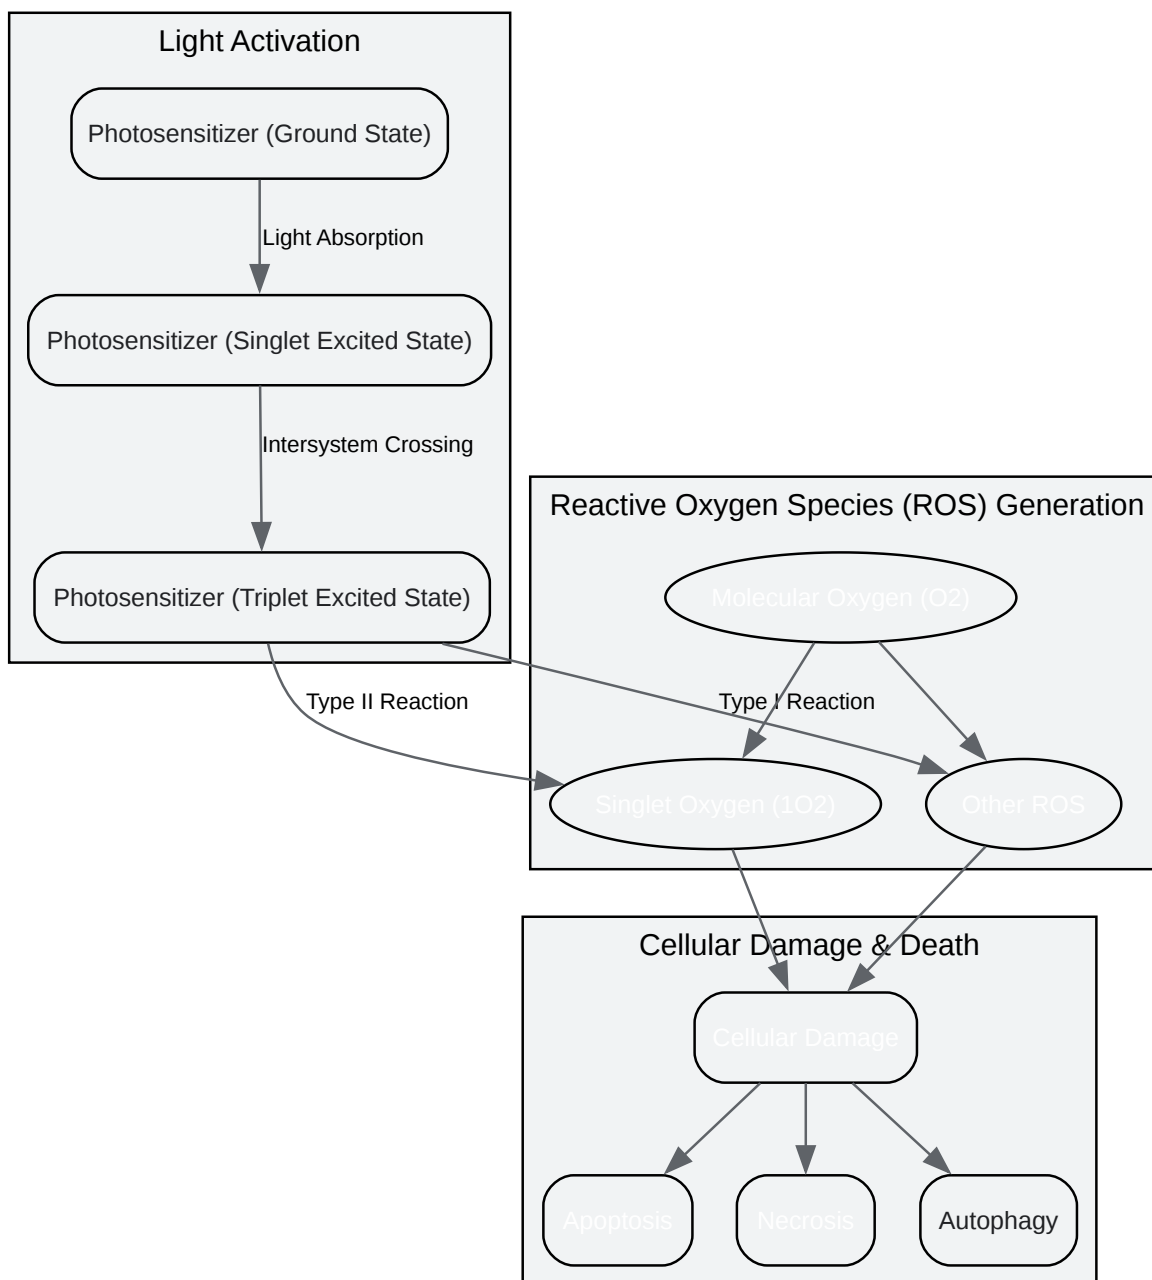 Light Activation
Photosensitizer (Ground State)
Light Absorption
Photosensitizer (Singlet Excited State)
Intersystem Crossing
Photosensitizer (Triplet Excited State)
Reactive Oxygen Species (ROS) Generation
Molecular Oxygen (O2)
Type II Reaction
Type I Reaction
Singlet Oxygen (1O2)
Other ROS
Cellular Damage & Death
Cellular Damage
Apoptosis
Necrosis
Autophagy